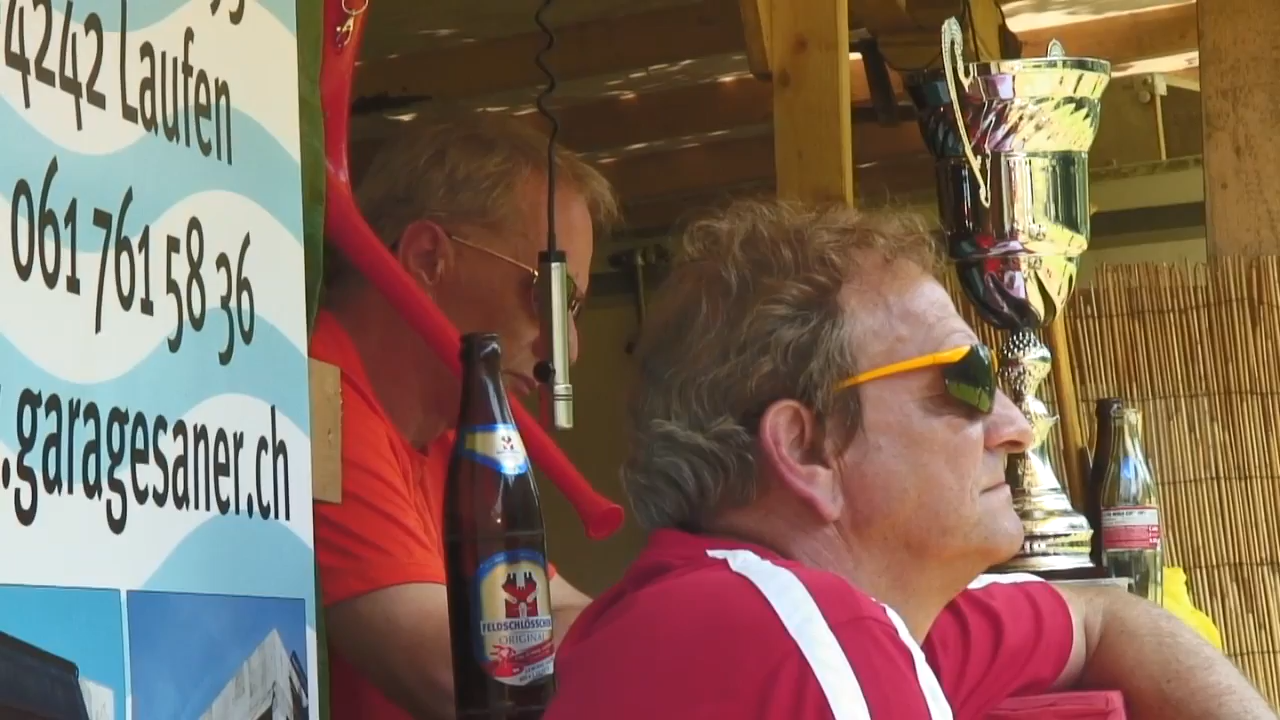 4242 Laufen
061 761 58 36
.garagesaner.ch
FELDSCHLÖSSCHEN
ORIGINAL